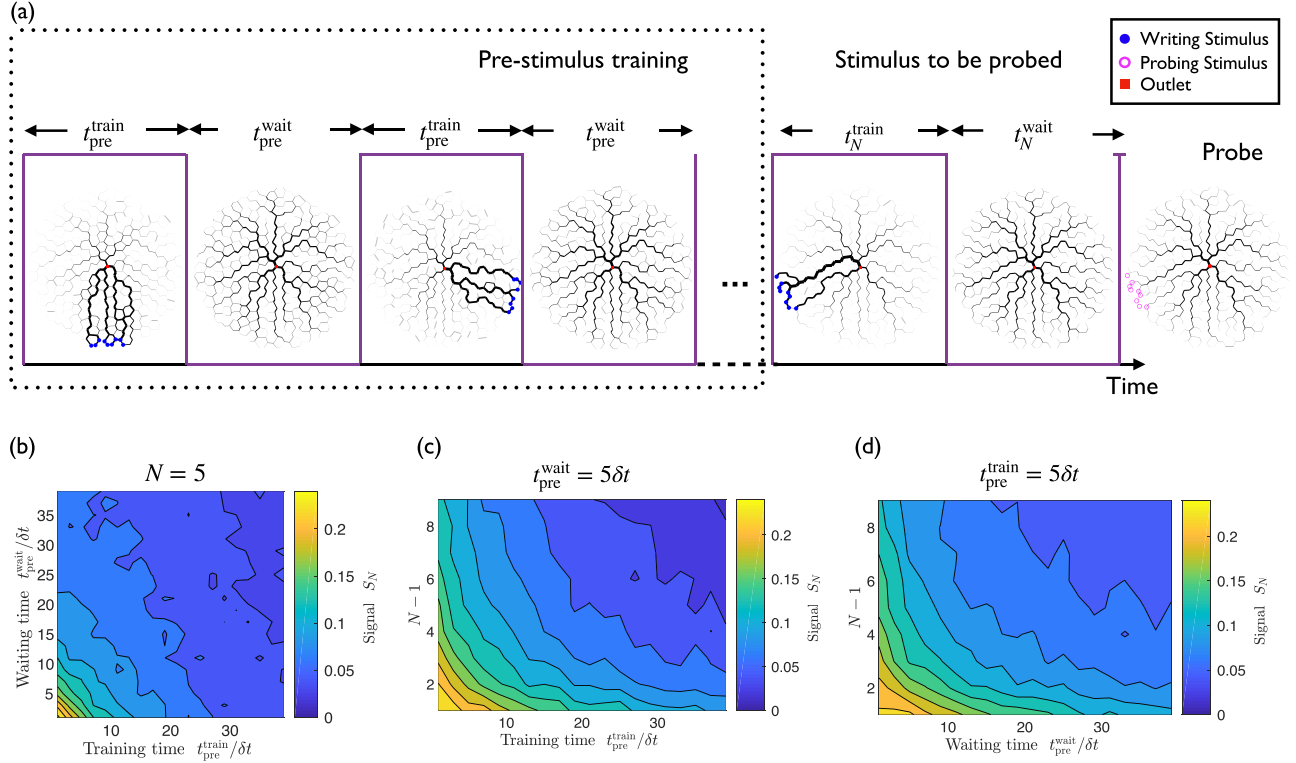 (a)
Pre-stimulus training
Stimulus to be probed
Writing Stimulus
Probing Stimulus
Outlet
t_pre^train
t_pre^wait
t_pre^train
t_pre^wait
t_N^train
t_N^wait
Probe
...
Time
(b)
N = 5
Waiting time t_pre^wait/δt
35
30
25
20
15
10
5
10
20
30
Training time t_pre^train/δt
0.2
0.15
0.1
0.05
0
Signal S_N
(c)
t_pre^wait = 5δt
N − 1
8
6
4
2
10
20
30
Training time t_pre^train/δt
0.2
0.15
0.1
0.05
0
Signal S_N
(d)
t_pre^train = 5δt
N − 1
8
6
4
2
10
20
30
Waiting time t_pre^wait/δt
0.2
0.15
0.1
0.05
0
Signal S_N